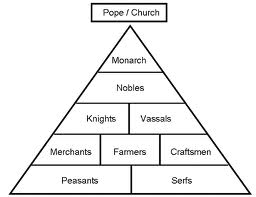 Pope / Church
Monarch
Nobles
Knights Vassals
Merchants Farmers Craftsmen
Peasants Serfs